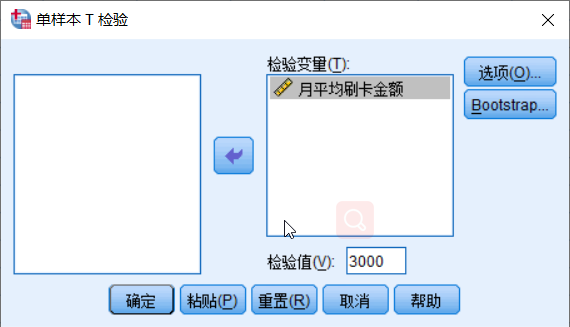 单样本 T 检验
检验变量(T):
月平均刷卡金额
选项(O)...
Bootstrap...
检验值(V): 3000
确定 粘贴(P) 重置(R) 取消 帮助